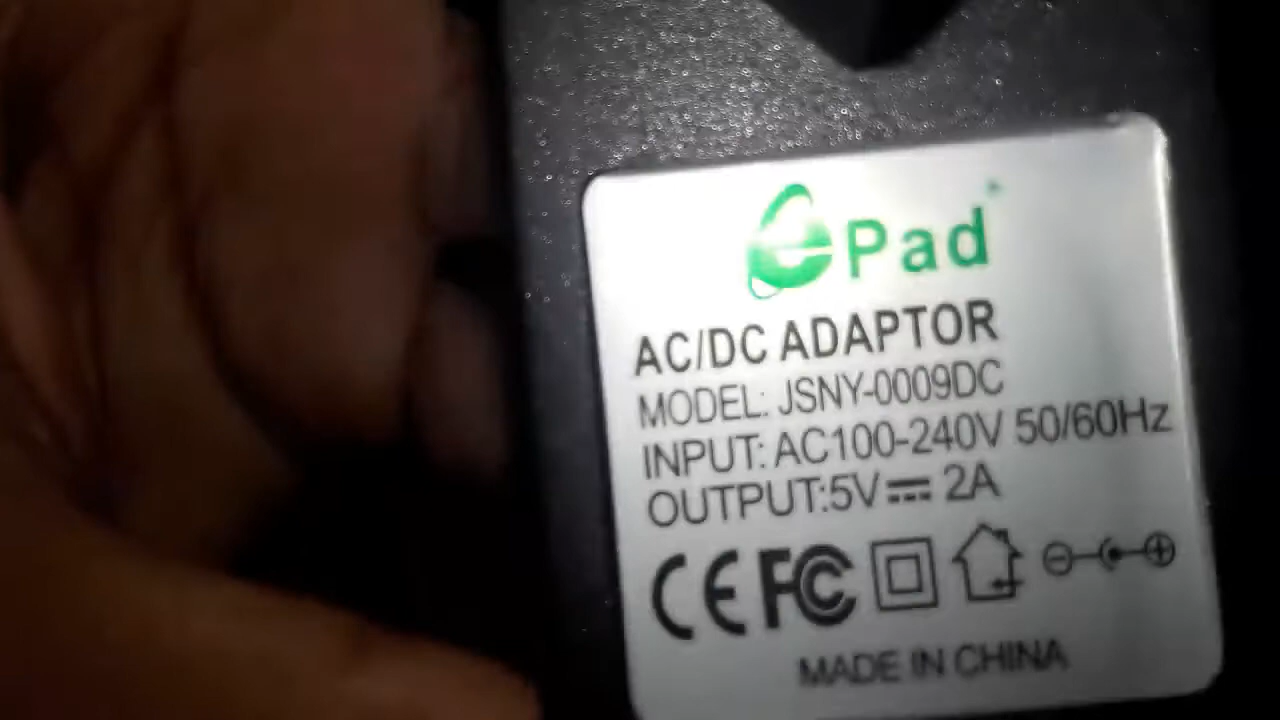 ePad
AC/DC ADAPTOR
MODEL: JSNY-0009DC
INPUT: AC100-240V 50/60Hz
OUTPUT:5V⎓2A
CE FC
MADE IN CHINA